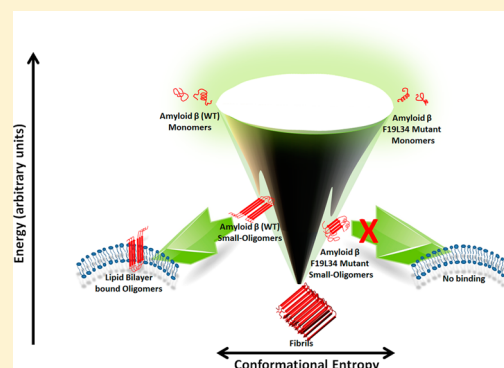 Energy (arbitrary units)
Amyloid β (WT)
Monomers
Amyloid β
F19L34 Mutant
Monomers
Amyloid β (WT)
Small-Oligomers
Amyloid β
F19L34 Mutant
Small-Oligomers
X
Lipid Bilayer
bound Oligomers
No binding
Fibrils
Conformational Entropy